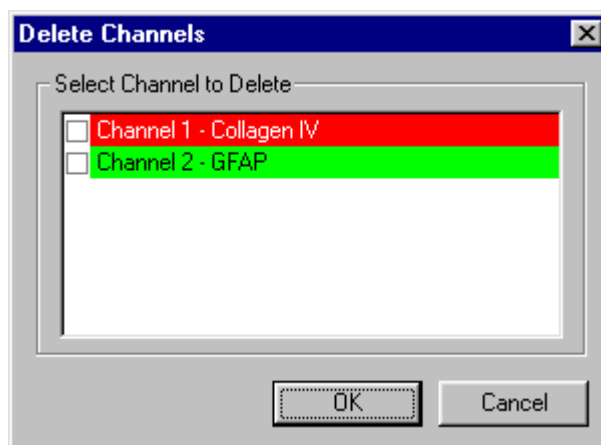 Delete Channels
Select Channel to Delete
Channel 1 - Collagen IV
Channel 2 - GFAP
OK
Cancel